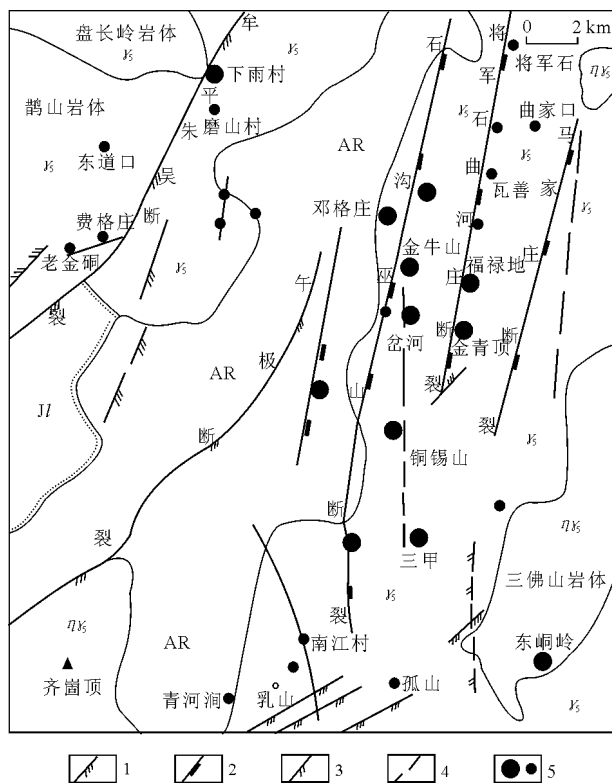 盘长岭岩体
γ5
牟
平
朱
吴
断
裂
下雨村
磨山村
鹊山岩体
γ5
东道口
费格庄
老金硐
γ5
AR
石
沟
巫
山
断
裂
将
军
石
曲
河
庄
断
裂
0 2 km
ηγ5
将军石
曲家口
γ5
γ5
瓦善
马
家
庄
断
裂
邓格庄
金牛山
福禄地
岔河
金青顶
γ5
午
极
断
裂
AR
Jl
铜锡山
γ5
三甲
γ5
ηγ5
三佛山岩体
东峒岭
γ5
ηγ5
齐崮顶
AR
南江村
青河涧
乳山
孤山
1 2 3 4 5